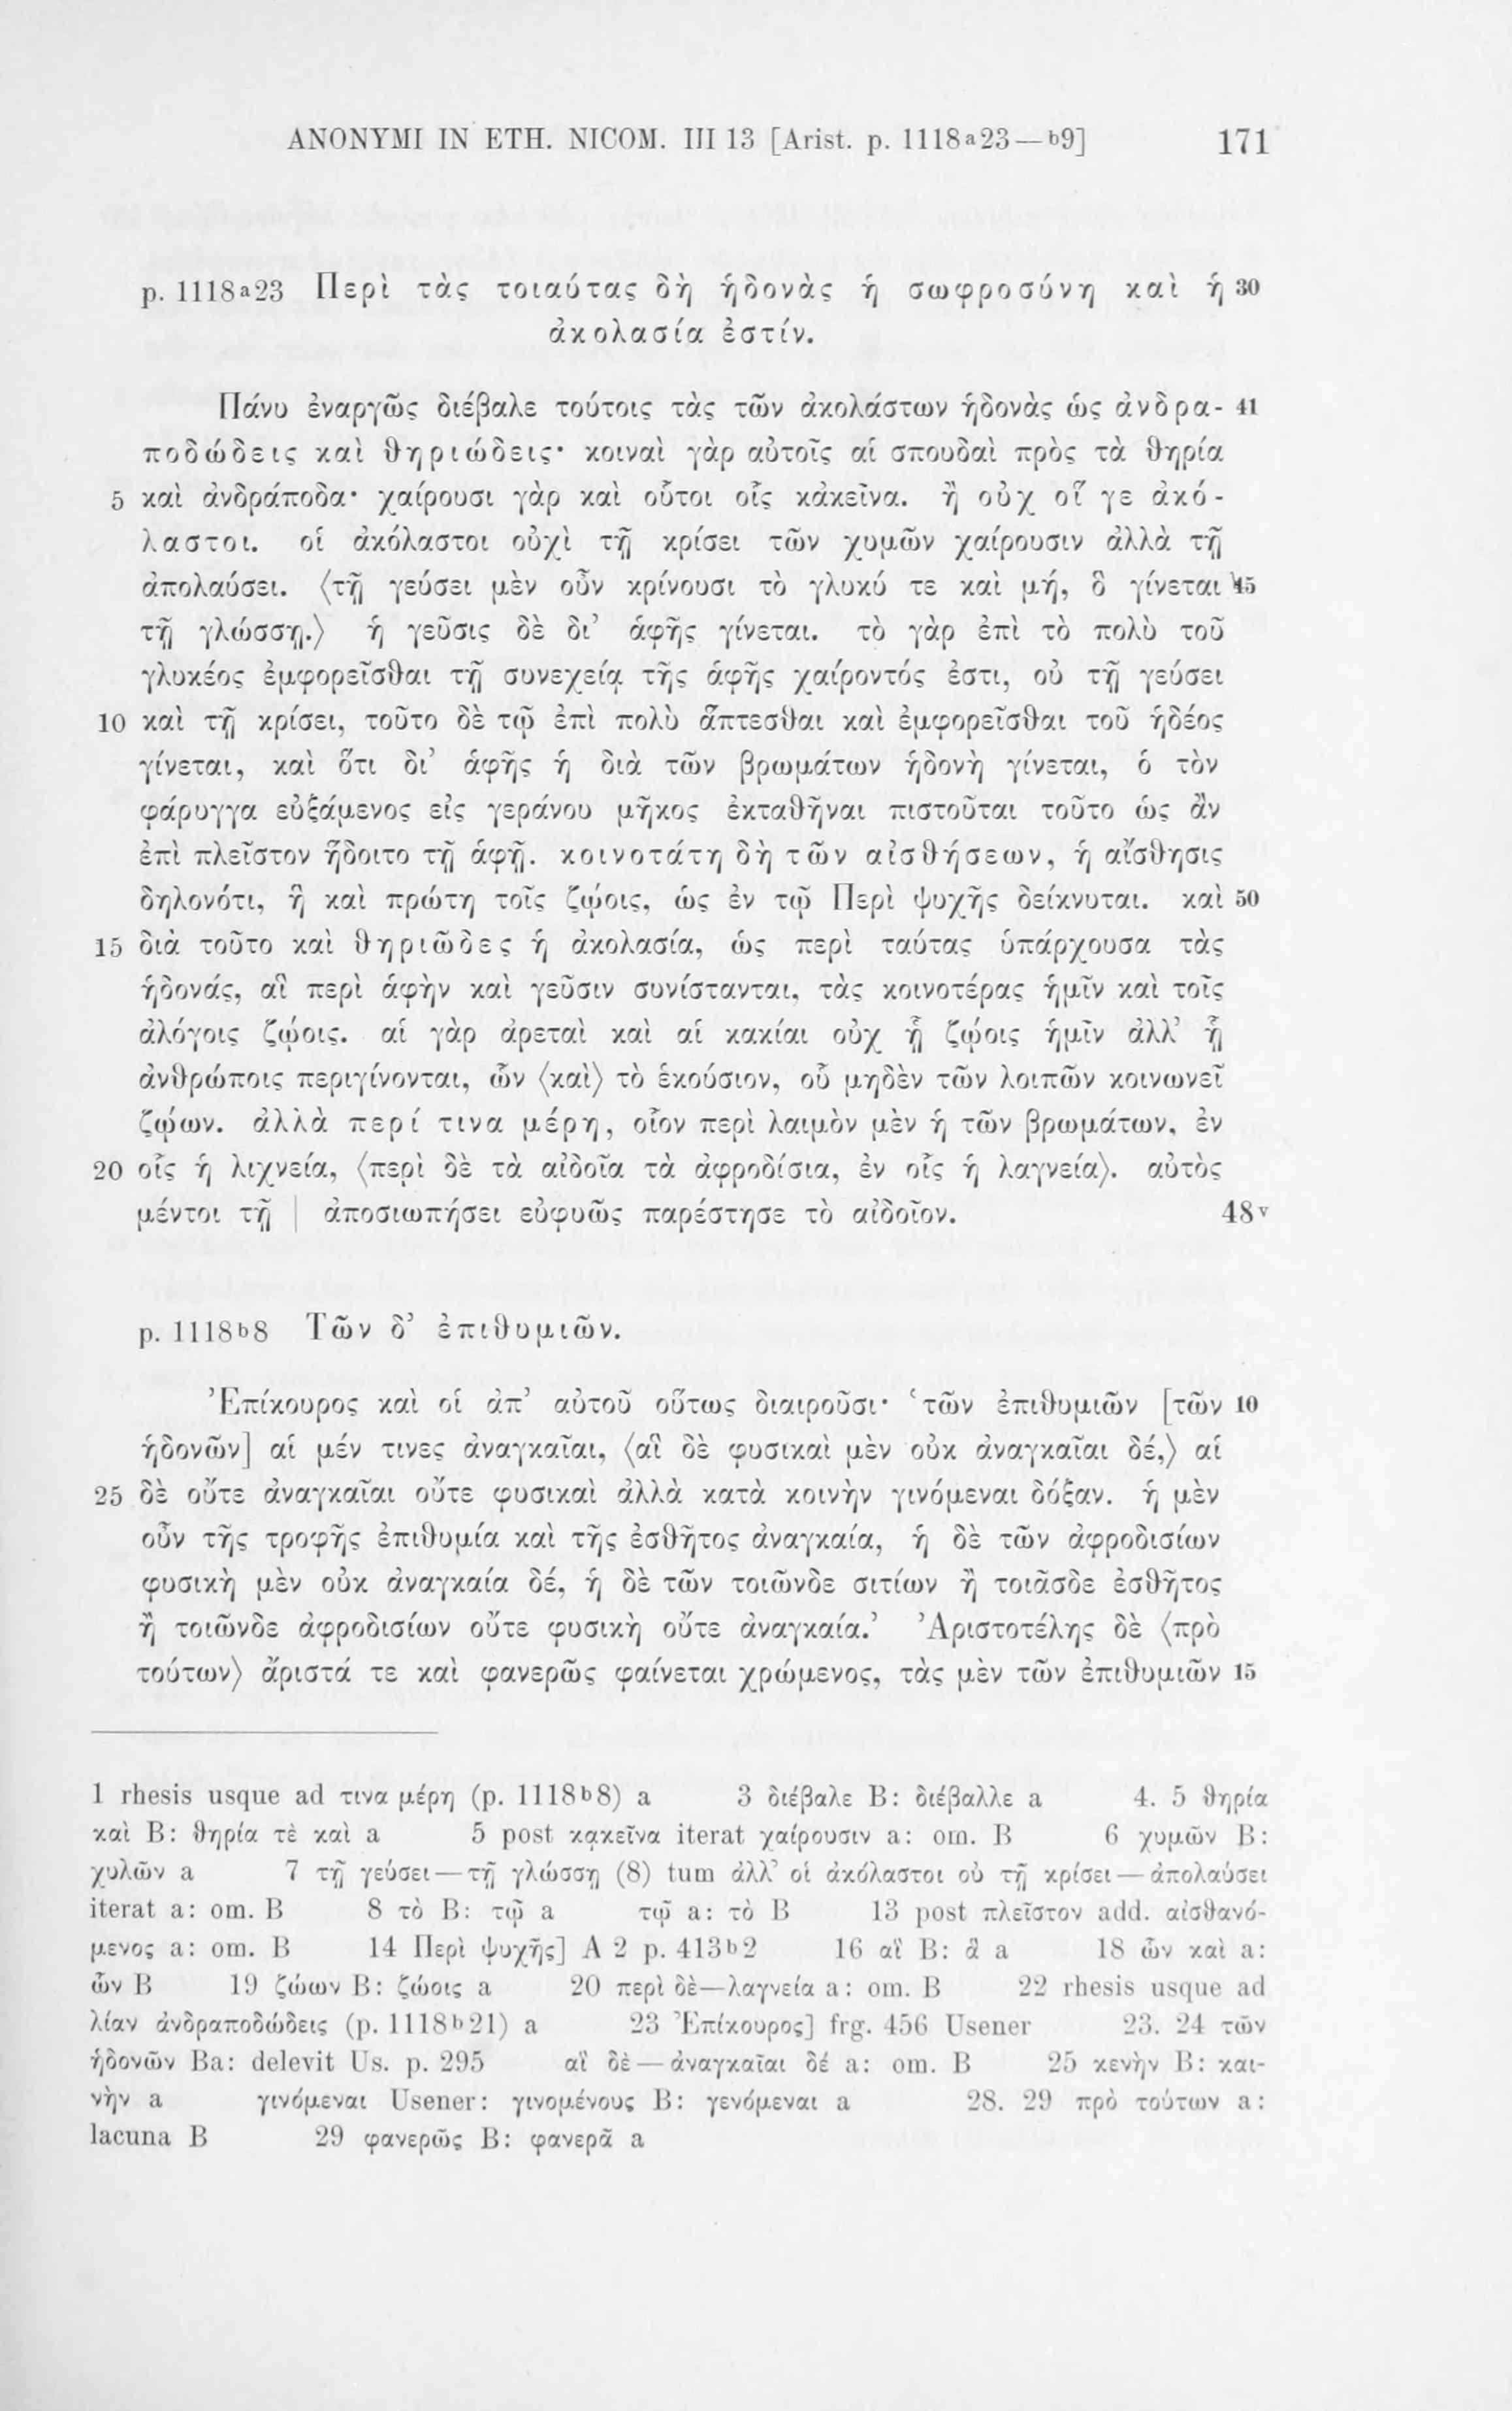 ANONYMI IN ETH. NICOM. III 13 [Arist. p. 1118a23 — b9] 171
p. 1118a23 Περὶ τὰς τοιαύτας δὴ ἡδονὰς ἡ σωφροσύνη καὶ ἡ 30
ἀκολασία ἐστίν.
Πάνυ ἐναργῶς διέβαλε τούτοις τὰς τῶν ἀκολάστων ἡδονὰς ὡς ἀνδρα- 41
ποδώδεις καὶ θηριώδεις· κοιναὶ γὰρ αὐτοῖς αἱ σπουδαὶ πρὸς τὰ θηρία
5 καὶ ἀνδράποδα· χαίρουσι γὰρ καὶ οὗτοι οἷς κἀκεῖνα. ἢ οὐχ οἵ γε ἀκό-
λαστοι. οἱ ἀκόλαστοι οὐχὶ τῇ κρίσει τῶν χυμῶν χαίρουσιν ἀλλὰ τῇ
ἀπολαύσει. ⟨τῇ γεύσει μὲν οὖν κρίνουσι τὸ γλυκύ τε καὶ μή, ὃ γίνεται 45
τῇ γλώσσῃ.⟩ ἡ γεῦσις δὲ δι’ ἁφῆς γίνεται. τὸ γὰρ ἐπὶ τὸ πολὺ τοῦ
γλυκέος ἐμφορεῖσθαι τῇ συνεχείᾳ τῆς ἁφῆς χαίροντός ἐστι, οὐ τῇ γεύσει
10 καὶ τῇ κρίσει, τοῦτο δὲ τῷ ἐπὶ πολὺ ἅπτεσθαι καὶ ἐμφορεῖσθαι τοῦ ἡδέος
γίνεται, καὶ ὅτι δι’ ἁφῆς ἡ διὰ τῶν βρωμάτων ἡδονὴ γίνεται, ὁ τὸν
φάρυγγα εὐξάμενος εἰς γεράνου μῆκος ἐκταθῆναι πιστοῦται τοῦτο ὡς ἂν
ἐπὶ πλεῖστον ἥδοιτο τῇ ἁφῇ. κοινοτάτη δὴ τῶν αἰσθήσεων, ἡ αἴσθησις
δηλονότι, ἣ καὶ πρώτη τοῖς ζῴοις, ὡς ἐν τῷ Περὶ ψυχῆς δείκνυται. καὶ 50
15 διὰ τοῦτο καὶ θηριῶδες ἡ ἀκολασία, ὡς περὶ ταύτας ὑπάρχουσα τὰς
ἡδονάς, αἳ περὶ ἁφὴν καὶ γεῦσιν συνίστανται, τὰς κοινοτέρας ἡμῖν καὶ τοῖς
ἀλόγοις ζῴοις. αἱ γὰρ ἀρεταὶ καὶ αἱ κακίαι οὐχ ᾗ ζῴοις ἡμῖν ἀλλ’ ᾗ
ἀνθρώποις περιγίνονται, ὧν ⟨καὶ⟩ τὸ ἑκούσιον, οὗ μηδὲν τῶν λοιπῶν κοινωνεῖ
ζῴων. ἀλλὰ περί τινα μέρη, οἷον περὶ λαιμὸν μὲν ἡ τῶν βρωμάτων, ἐν
20 οἷς ἡ λιχνεία, ⟨περὶ δὲ τὰ αἰδοῖα τὰ ἀφροδίσια, ἐν οἷς ἡ λαγνεία⟩. αὐτὸς
μέντοι τῇ | ἀποσιωπήσει εὐφυῶς παρέστησε τὸ αἰδοῖον. 48v
p. 1118b8 Τῶν δ’ ἐπιθυμιῶν.
Ἐπίκουρος καὶ οἱ ἀπ’ αὐτοῦ οὕτως διαιροῦσι· ‘τῶν ἐπιθυμιῶν [τῶν 10
ἡδονῶν] αἱ μέν τινες ἀναγκαῖαι, ⟨αἳ δὲ φυσικαὶ μὲν οὐκ ἀναγκαῖαι δέ,⟩ αἱ
25 δὲ οὔτε ἀναγκαῖαι οὔτε φυσικαὶ ἀλλὰ κατὰ κοινὴν γινόμεναι δόξαν. ἡ μὲν
οὖν τῆς τροφῆς ἐπιθυμία καὶ τῆς ἐσθῆτος ἀναγκαία, ἡ δὲ τῶν ἀφροδισίων
φυσικὴ μὲν οὐκ ἀναγκαία δέ, ἡ δὲ τῶν τοιῶνδε σιτίων ἢ τοιᾶσδε ἐσθῆτος
ἢ τοιῶνδε ἀφροδισίων οὔτε φυσικὴ οὔτε ἀναγκαία.’ Ἀριστοτέλης δὲ ⟨πρὸ
τούτων⟩ ἄριστά τε καὶ φανερῶς φαίνεται χρώμενος, τὰς μὲν τῶν ἐπιθυμιῶν 15
1 rhesis usque ad τινα μέρη (p. 1118b8) a 3 διέβαλε B: διέβαλλε a 4. 5 θηρία
καὶ B: θηρία τὲ καὶ a 5 post κἀκεῖνα iterat χαίρουσιν a: om. B 6 χυμῶν B:
χυλῶν a 7 τῇ γεύσει — τῇ γλώσσῃ (8) tum ἀλλ’ οἱ ἀκόλαστοι οὐ τῇ κρίσει — ἀπολαύσει
iterat a: om. B 8 τὸ B: τῷ a τῷ a: τὸ B 13 post πλεῖστον add. αἰσθανό-
μενος a: om. B 14 Περὶ ψυχῆς] A 2 p. 413b2 16 αἳ B: ἃ a 18 ὧν καὶ a:
ὧν B 19 ζώων B: ζώοις a 20 περὶ δὲ—λαγνεία a: om. B 22 rhesis usque ad
λίαν ἀνδραποδώδεις (p. 1118b21) a 23 Ἐπίκουρος] frg. 456 Usener 23. 24 τῶν
ἡδονῶν Ba: delevit Us. p. 295 αἳ δὲ — ἀναγκαῖαι δέ a: om. B 25 κενὴν B: και-
νὴν a γινόμεναι Usener: γινομένους B: γενόμεναι a 28. 29 πρὸ τούτων a:
lacuna B 29 φανερῶς B: φανερᾶ a